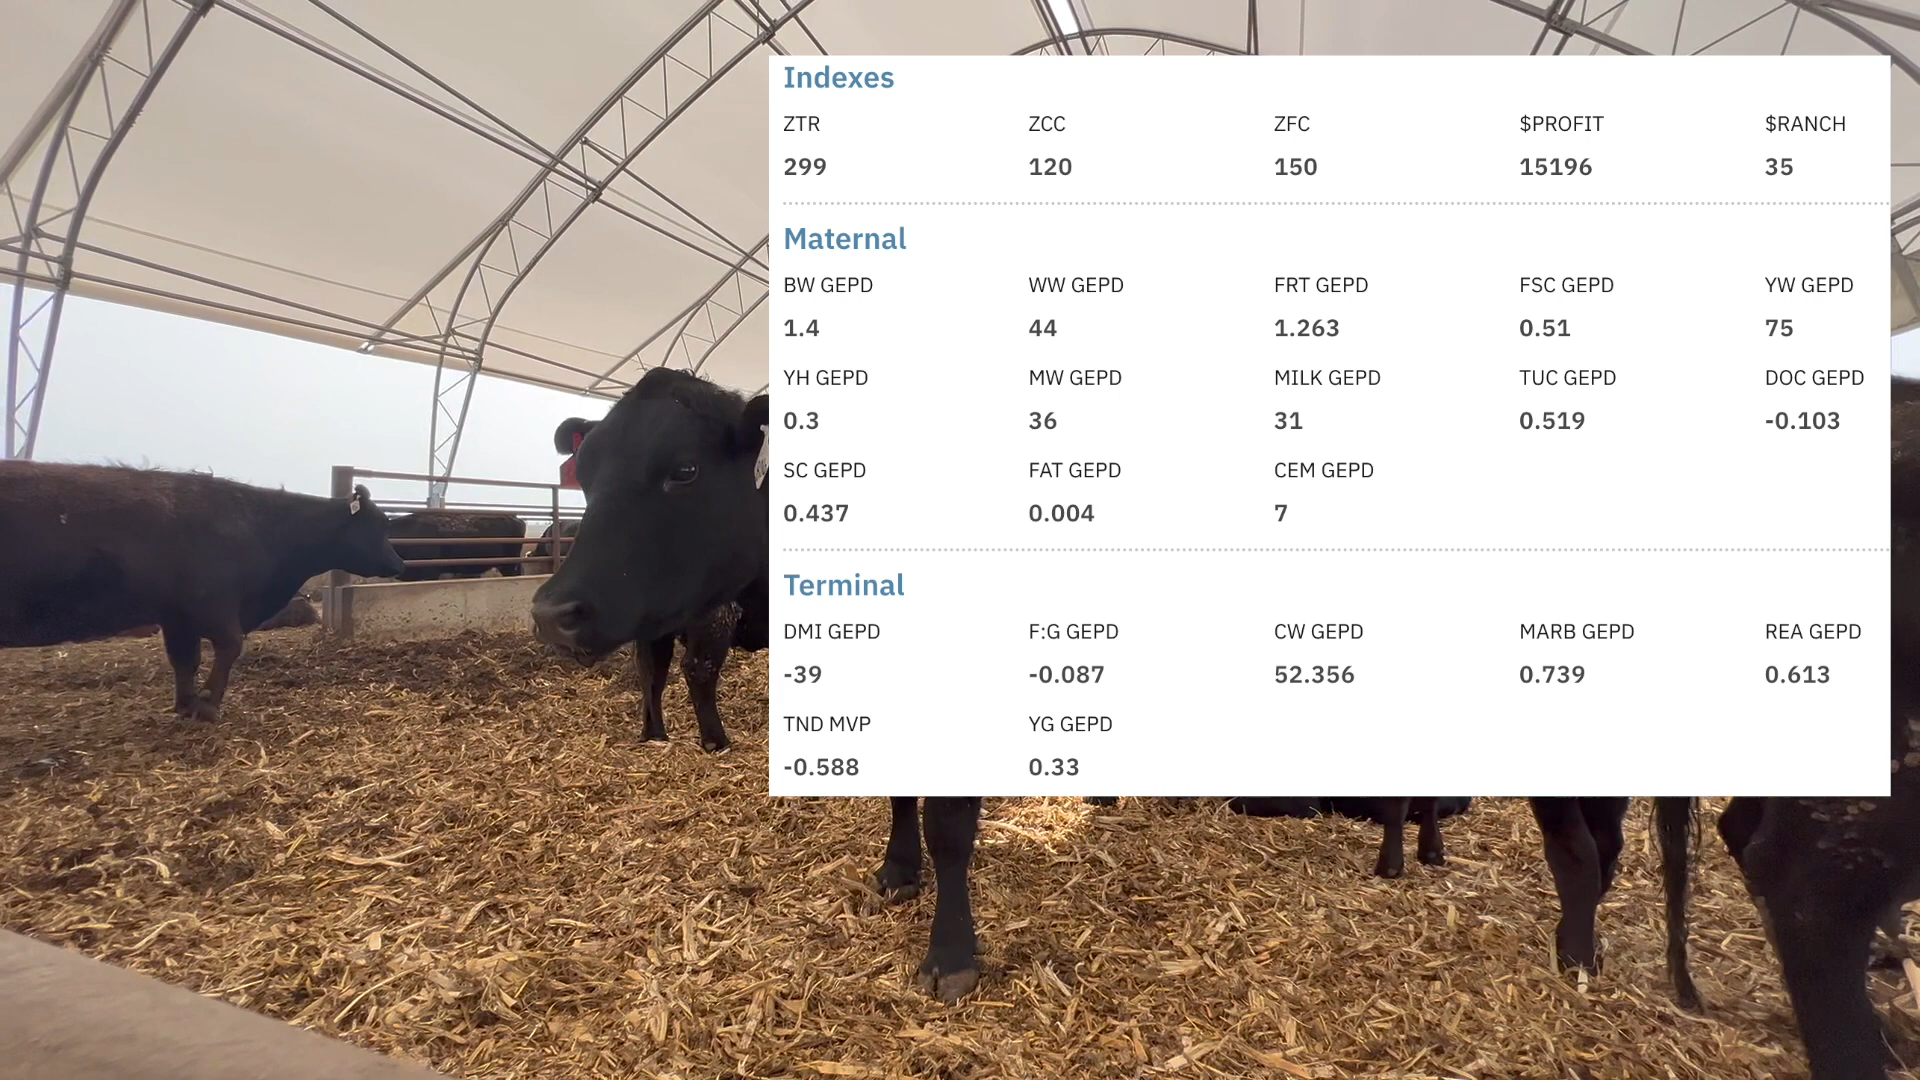 Indexes
ZTR ZCC ZFC $PROFIT $RANCH
299 120 150 15196 35
Maternal
BW GEPD WW GEPD FRT GEPD FSC GEPD YW GEPD
1.4 44 1.263 0.51 75
YH GEPD MW GEPD MILK GEPD TUC GEPD DOC GEPD
0.3 36 31 0.519 -0.103
SC GEPD FAT GEPD CEM GEPD
0.437 0.004 7
Terminal
DMI GEPD F:G GEPD CW GEPD MARB GEPD REA GEPD
-39 -0.087 52.356 0.739 0.613
TND MVP YG GEPD
-0.588 0.33